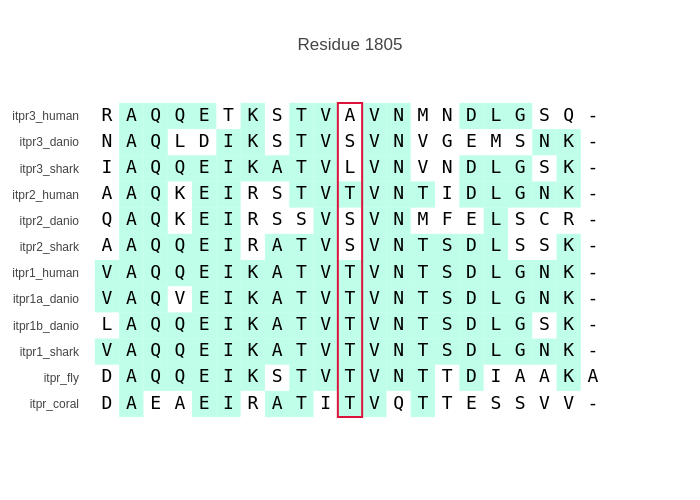 Residue 1805
itpr3_human R A Q Q E T K S T V A V N M N D L G S Q -
itpr3_danio N A Q L D I K S T V S V N V G E M S N K -
itpr3_shark I A Q Q E I K A T V L V N V N D L G S K -
itpr2_human A A Q K E I R S T V T V N T I D L G N K -
itpr2_danio Q A Q K E I R S S V S V N M F E L S C R -
itpr2_shark A A Q Q E I R A T V S V N T S D L S S K -
itpr1_human V A Q Q E I K A T V T V N T S D L G N K -
itpr1a_danio V A Q V E I K A T V T V N T S D L G N K -
itpr1b_danio L A Q Q E I K A T V T V N T S D L G S K -
itpr1_shark V A Q Q E I K A T V T V N T S D L G N K -
itpr_fly D A Q Q E I K S T V T V N T T D I A A K A
itpr_coral D A E A E I R A T I T V Q T T E S S V V -